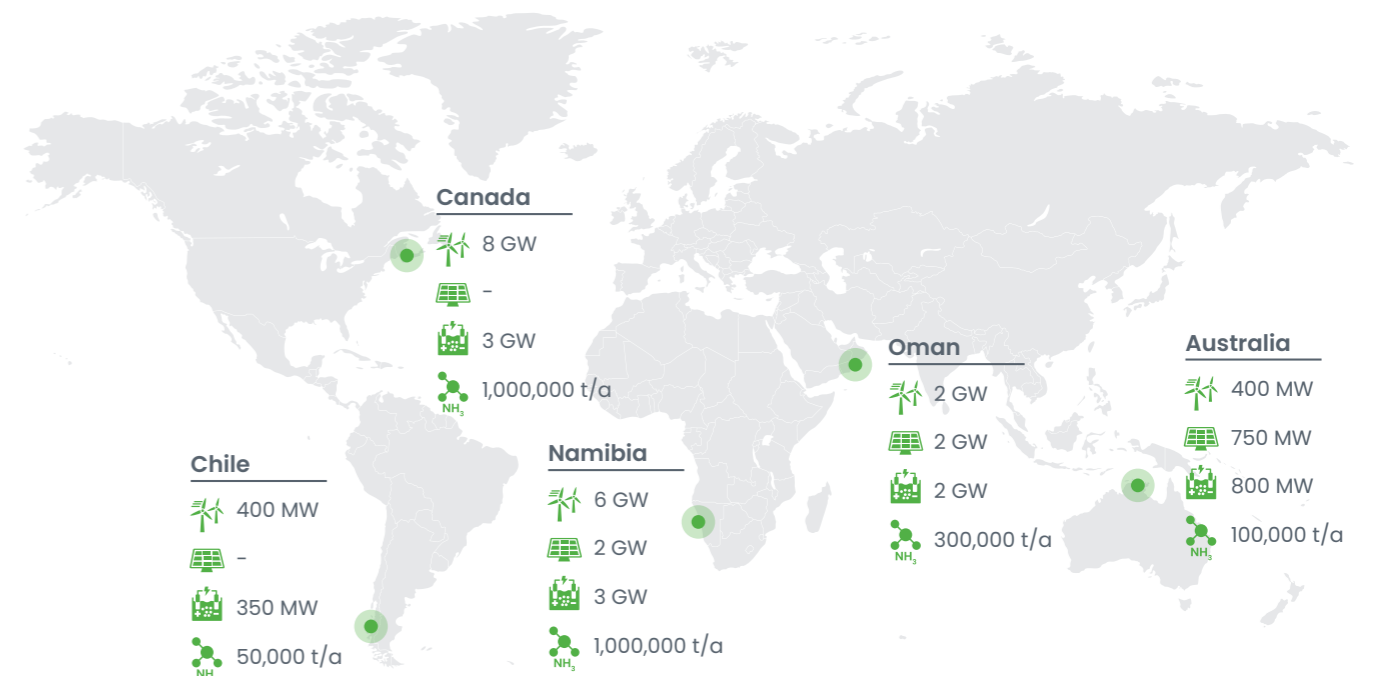 Canada
8 GW
-
3 GW
NH3
1,000,000 t/a
Chile
400 MW
-
350 MW
NH
50,000 t/a
Namibia
6 GW
2 GW
3 GW
NH3
1,000,000 t/a
Oman
2 GW
2 GW
2 GW
NH3
300,000 t/a
Australia
400 MW
750 MW
800 MW
NH3
100,000 t/a